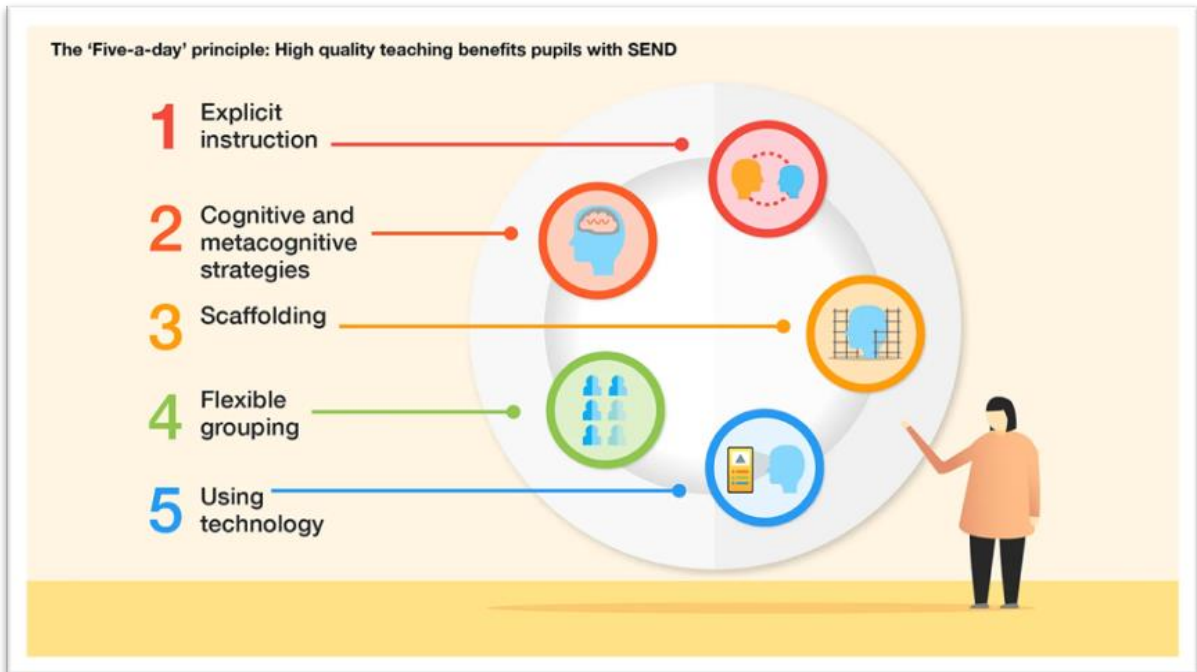 The ‘Five-a-day’ principle: High quality teaching benefits pupils with SEND
1 Explicit
instruction
2 Cognitive and
metacognitive
strategies
3 Scaffolding
4 Flexible
grouping
5 Using
technology